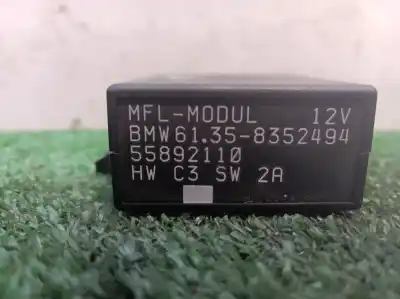 MFL-MODUL 12V
BMW61.35-8352494
55892110
HW C3 SW 2A